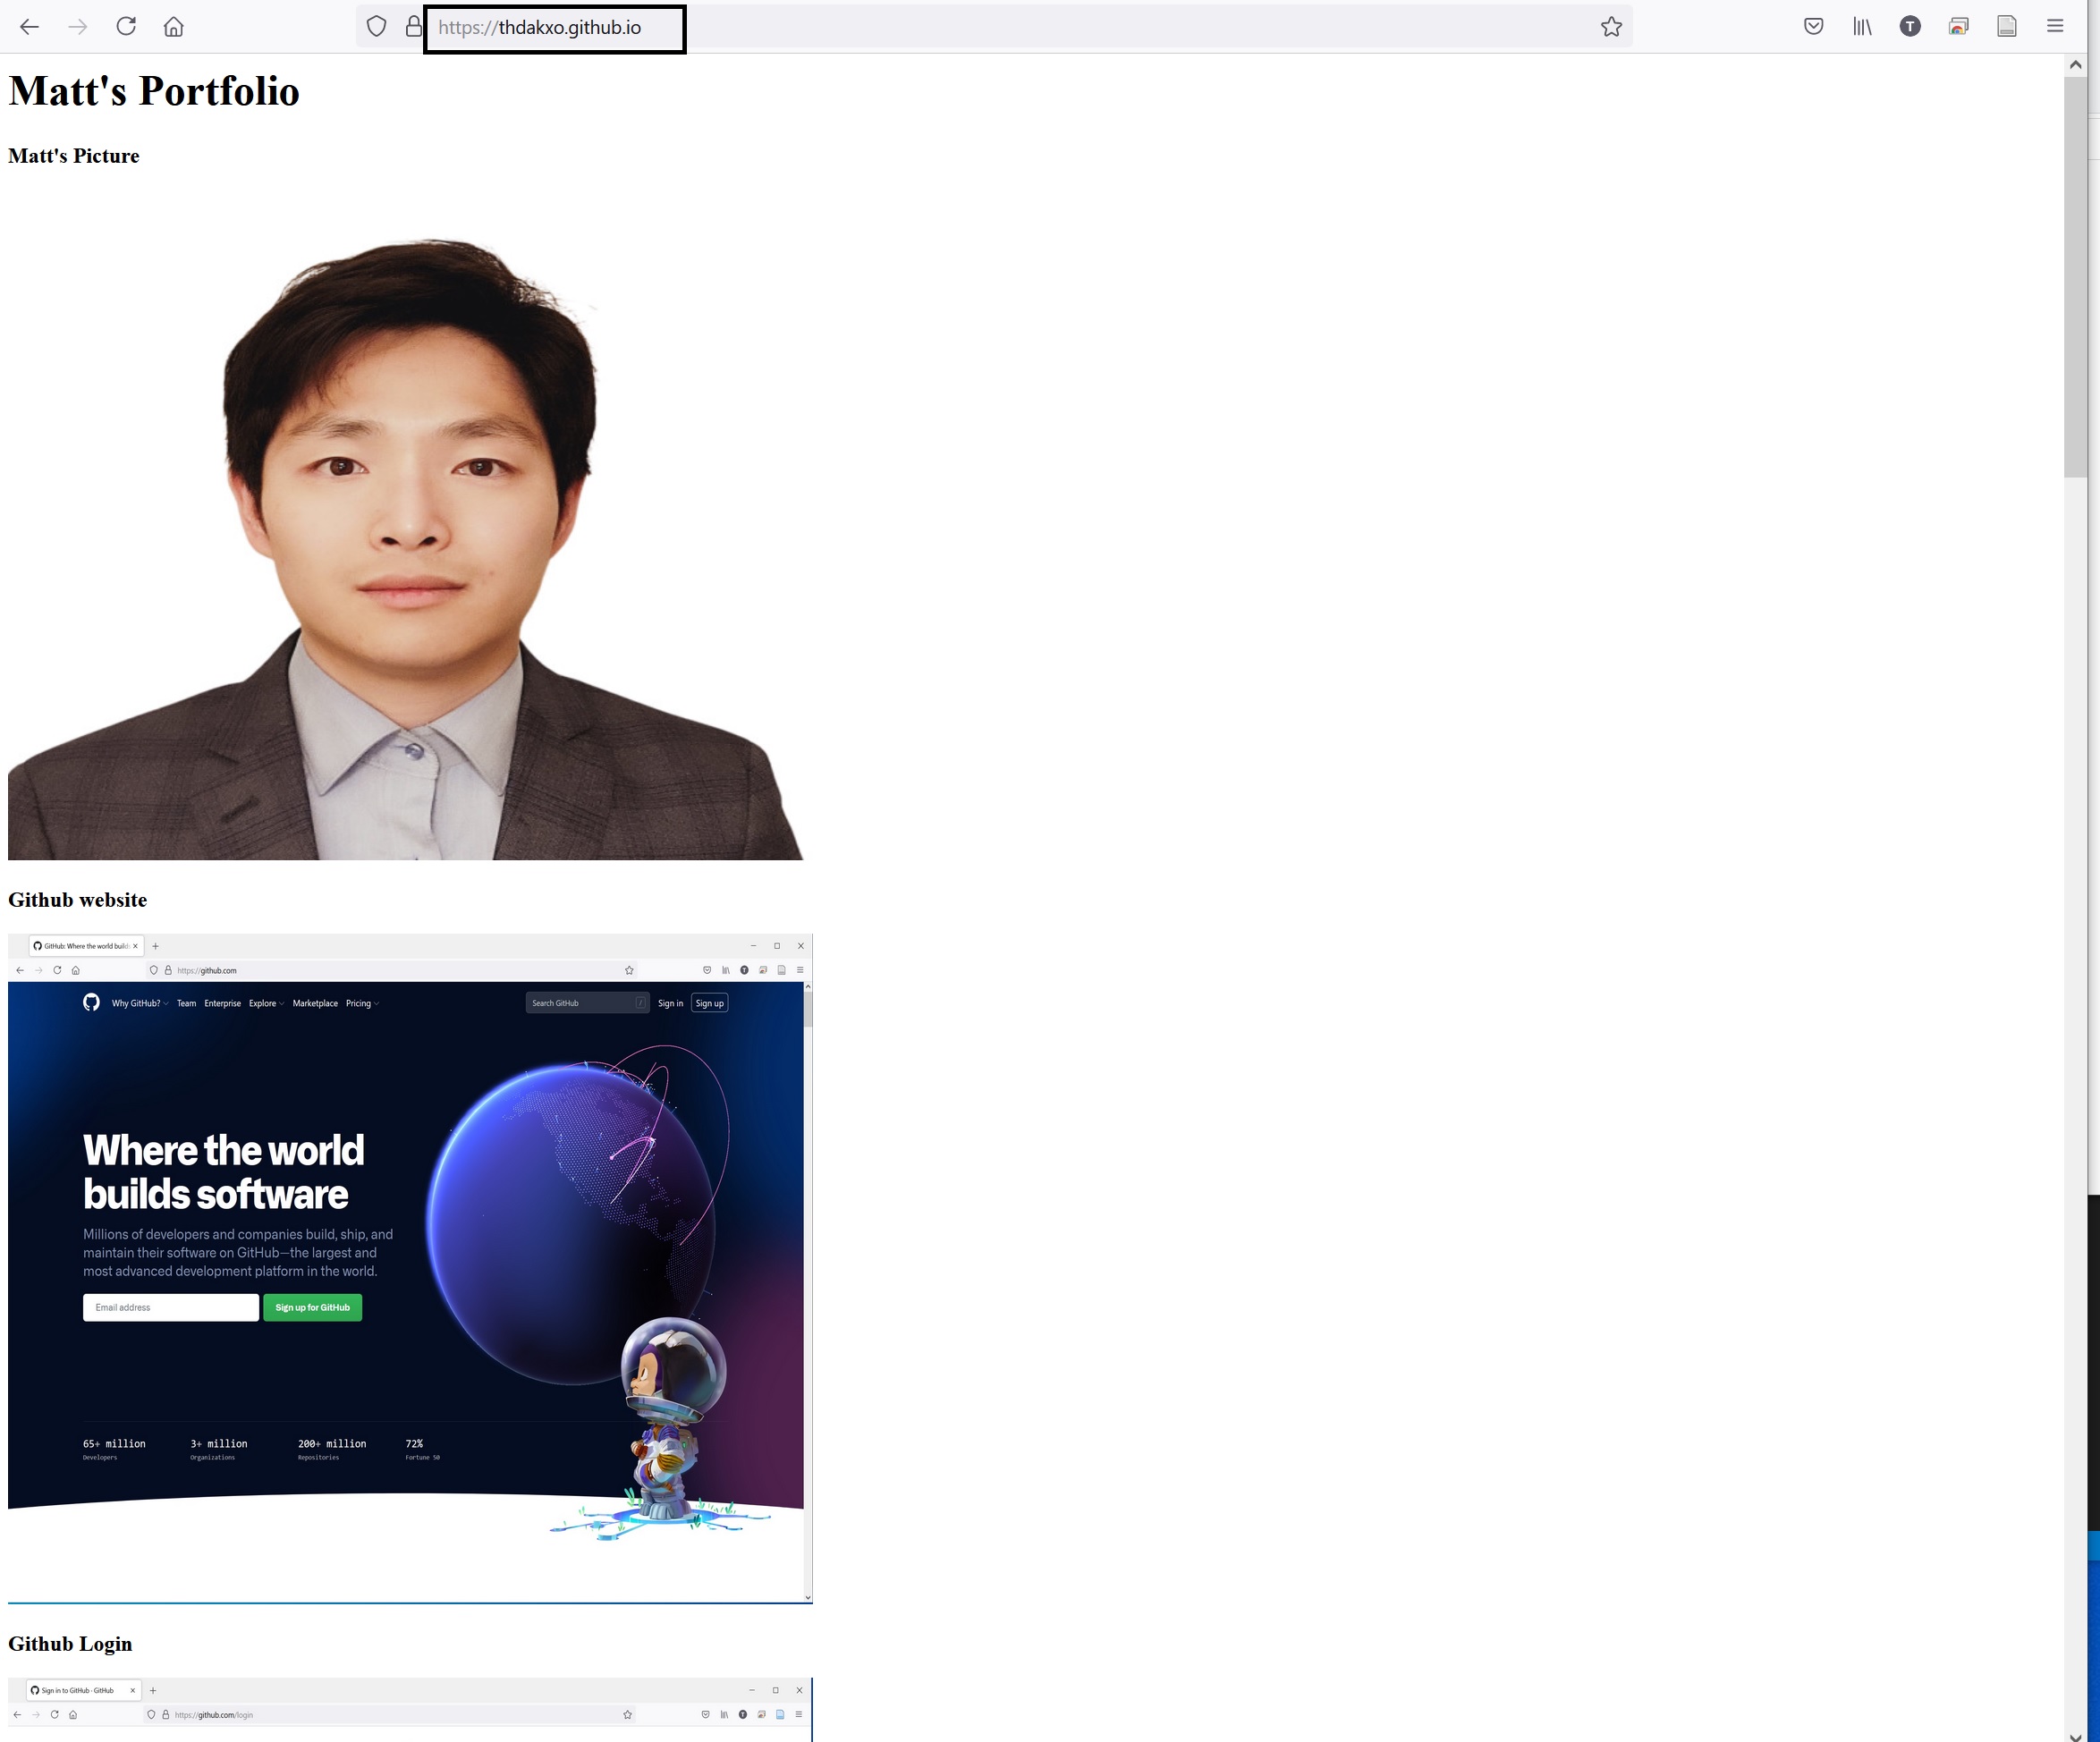 https://thdakxo.github.io
T
Matt's Portfolio
Matt's Picture
Github website
GitHub: Where the world build
https://github.com
T
Why GitHub? Team Enterprise Explore Marketplace Pricing
Search GitHub /
Sign in Sign up
Where the world
builds software
Millions of developers and companies build, ship, and
maintain their software on GitHub—the largest and
most advanced development platform in the world.
Email address Sign up for GitHub
65+ million 3+ million 200+ million 72%
Developers Organizations Repositories Fortune 50
Github Login
Sign in to GitHub · GitHub
https://github.com/login
T